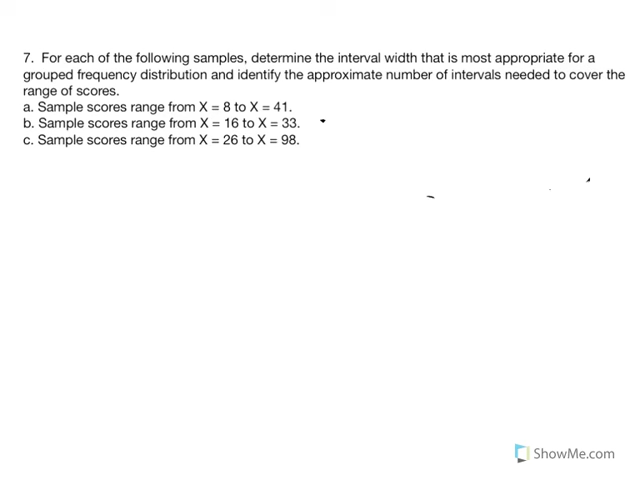 7. For each of the following samples, determine the interval width that is most appropriate for a
grouped frequency distribution and identify the approximate number of intervals needed to cover the
range of scores.
a. Sample scores range from X = 8 to X = 41.
b. Sample scores range from X = 16 to X = 33.
c. Sample scores range from X = 26 to X = 98.
ShowMe.com